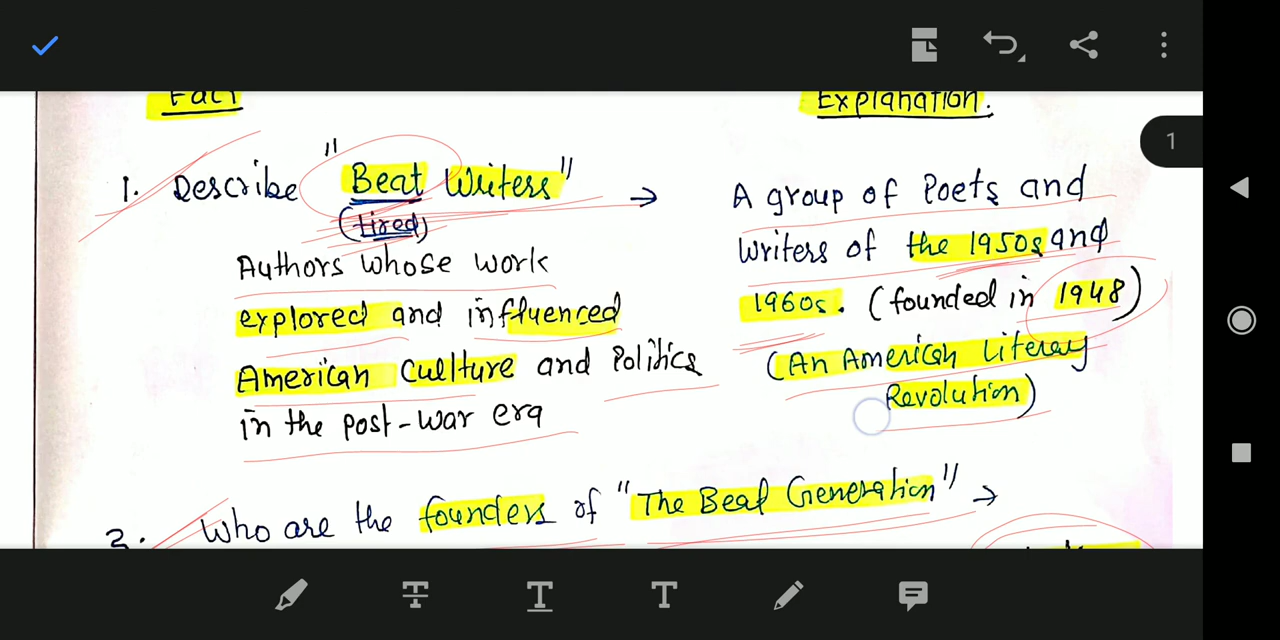 Fact
Explanation.
1
1. Describe "Beat Writers" →
(tired)
Authors whose work
explored and influenced
American Culture and Politics
in the post-war era
A group of Poets and
Writers of the 1950s and
1960s. (founded in 1948)
(An American Literary
Revolution)
2. Who are the founders of "The Beat Generation" →
T
T
T